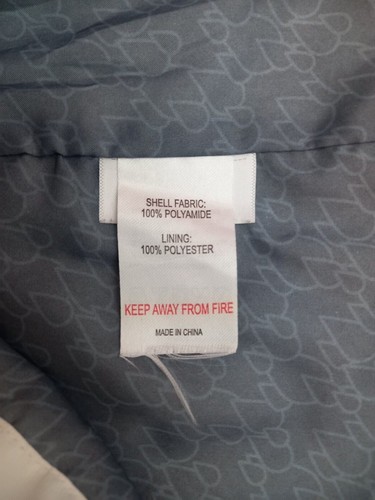 SHELL FABRIC:
100% POLYAMIDE
LINING:
100% POLYESTER
KEEP AWAY FROM FIRE
MADE IN CHINA